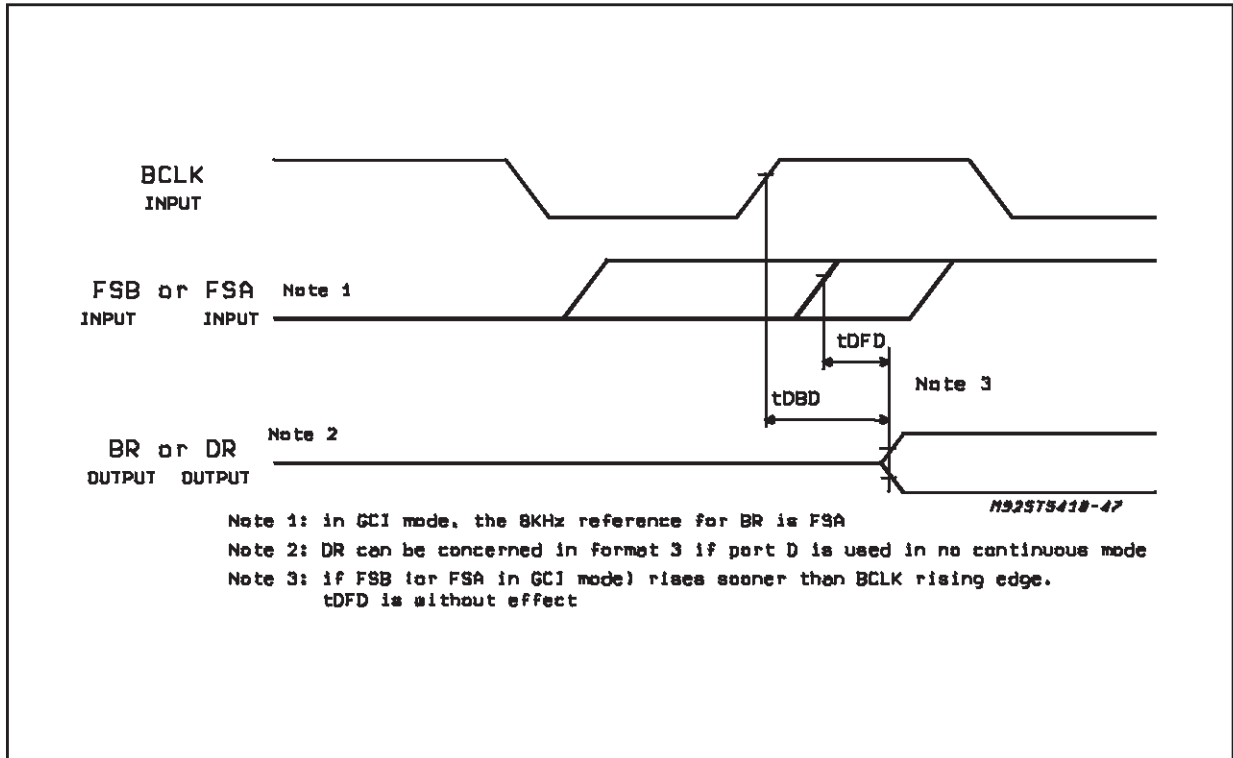 BCLK
INPUT
FSB or FSA Note 1
INPUT INPUT
tDFD
Note 3
tDBD
Note 2
BR or DR
OUTPUT OUTPUT
M92ST5410-47
Note 1: in GCI mode, the 8KHz reference for BR is FSA
Note 2: DR can be concerned in format 3 if port D is used in no continuous mode
Note 3: if FSB (or FSA in GCI mode) rises sooner than BCLK rising edge,
tDFD is without effect